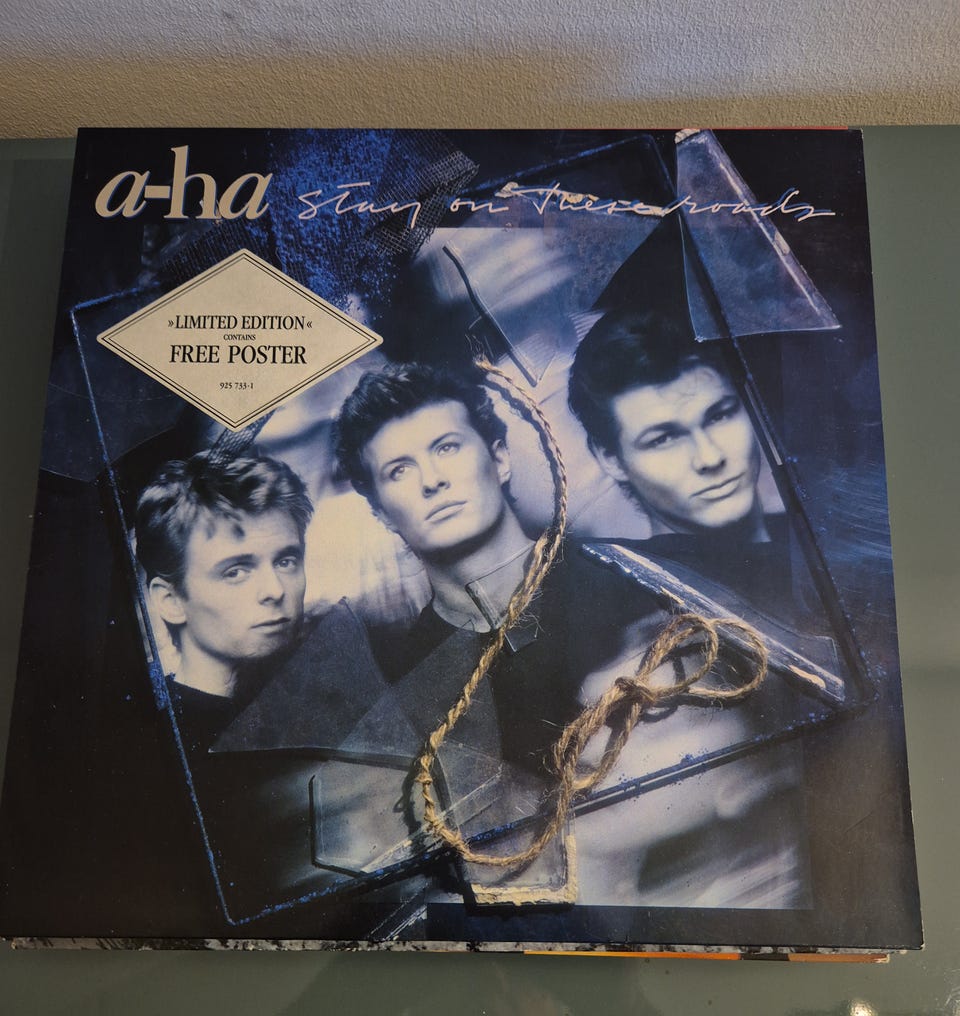 a-ha stay on these roads
»LIMITED EDITION«
CONTAINS
FREE POSTER
925 733-1